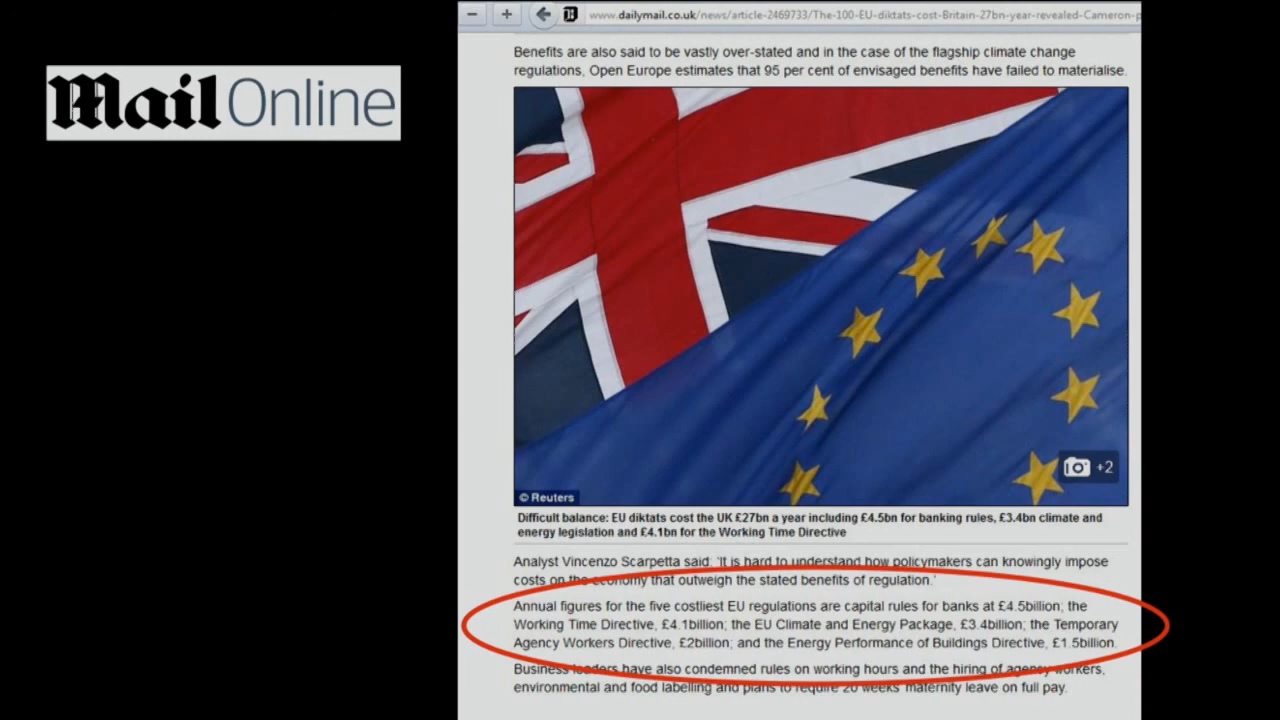 Mail Online
www.dailymail.co.uk/news/article-2469733/The-100-EU-diktats-cost-Britain-27bn-year-revealed-Cameron-p
Benefits are also said to be vastly over-stated and in the case of the flagship climate change
regulations, Open Europe estimates that 95 per cent of envisaged benefits have failed to materialise.
+2
© Reuters
Difficult balance: EU diktats cost the UK £27bn a year including £4.5bn for banking rules, £3.4bn climate and
energy legislation and £4.1bn for the Working Time Directive
Analyst Vincenzo Scarpetta said: 'It is hard to understand how policymakers can knowingly impose
costs on the economy that outweigh the stated benefits of regulation.'
Annual figures for the five costliest EU regulations are capital rules for banks at £4.5billion; the
Working Time Directive, £4.1billion; the EU Climate and Energy Package, £3.4billion; the Temporary
Agency Workers Directive, £2billion; and the Energy Performance of Buildings Directive, £1.5billion.
Business leaders have also condemned rules on working hours and the hiring of agency workers,
environmental and food labelling and plans to require 20 weeks' maternity leave on full pay.